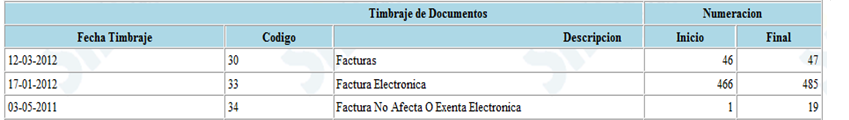 Timbraje de Documentos Numeracion
Fecha Timbraje Codigo Descripcion Inicio Final
12-03-2012 30 Facturas 46 47
17-01-2012 33 Factura Electronica 466 485
03-05-2011 34 Factura No Afecta O Exenta Electronica 1 19